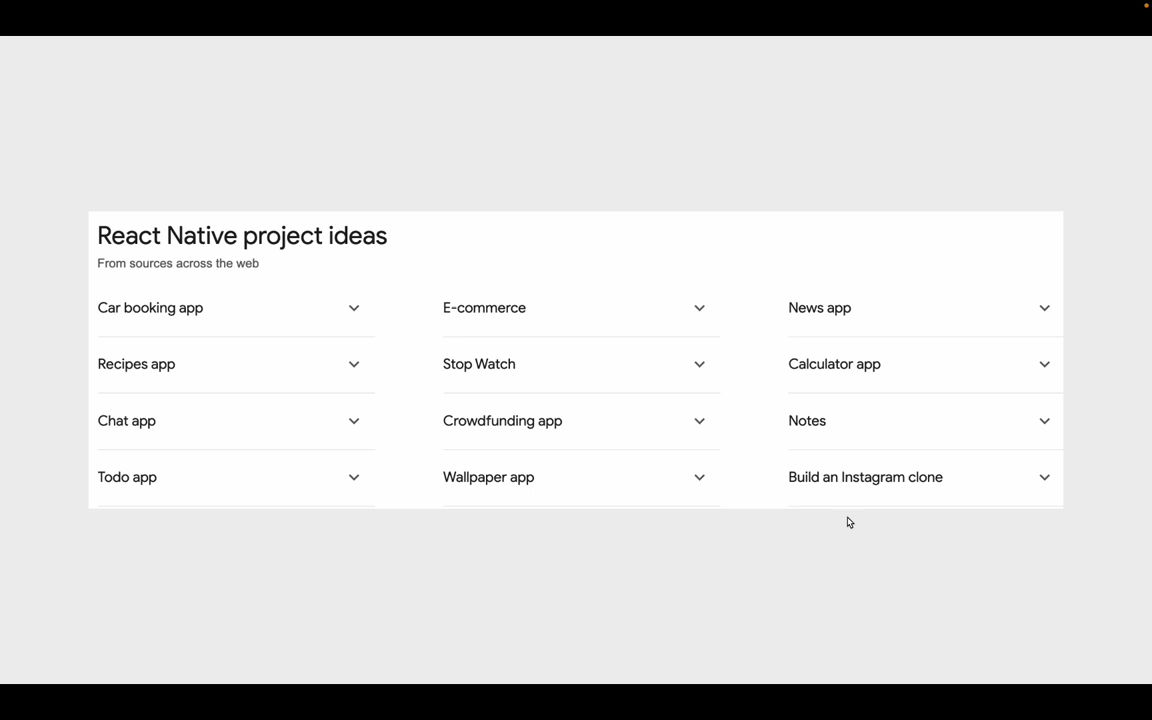 React Native project ideas
From sources across the web
Car booking app
E-commerce
News app
Recipes app
Stop Watch
Calculator app
Chat app
Crowdfunding app
Notes
Todo app
Wallpaper app
Build an Instagram clone